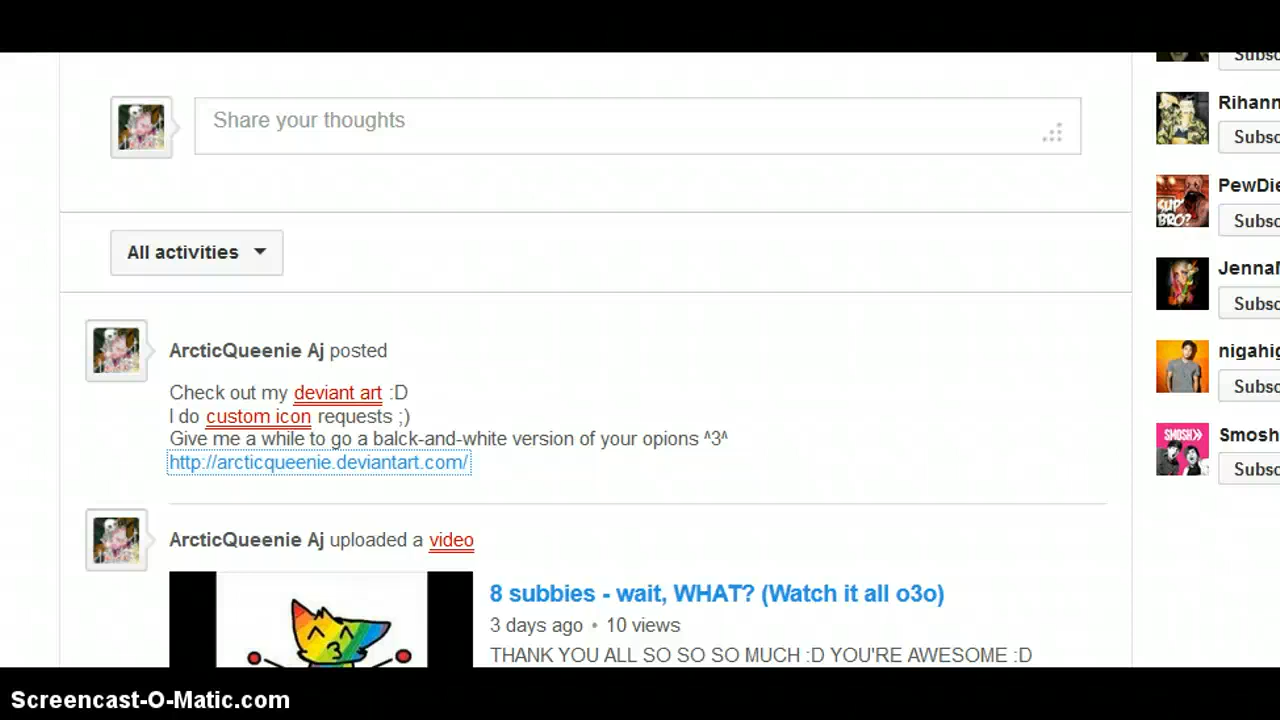 Subsc
Share your thoughts
Rihann
Subsc
PewDie
SUP
BRO?
Subsc
All activities
JennaM
Subsc
ArcticQueenie Aj posted
nigahig
Subsc
Check out my deviant art :D
I do custom icon requests ;)
Give me a while to go a balck-and-white version of your opions ^3^
http://arcticqueenie.deviantart.com/
SMOSH
Smosh
Subsc
ArcticQueenie Aj uploaded a video
8 subbies - wait, WHAT? (Watch it all o3o)
3 days ago • 10 views
THANK YOU ALL SO SO SO MUCH :D YOU'RE AWESOME :D
Screencast-O-Matic.com